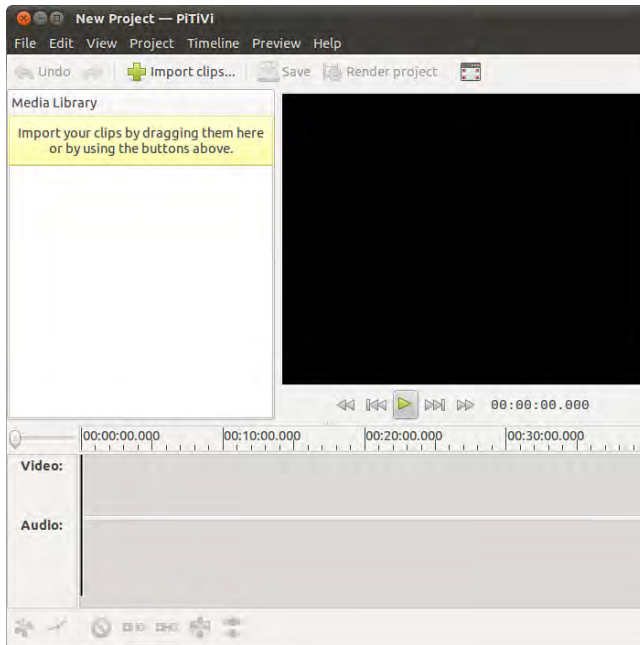 New Project — PiTiVi
File Edit View Project Timeline Preview Help
Undo Import clips... Save Render project
Media Library
Import your clips by dragging them here
or by using the buttons above.
00:00:00.000
00:00:00.000 00:10:00.000 00:20:00.000 00:30:00.000
Video:
Audio: